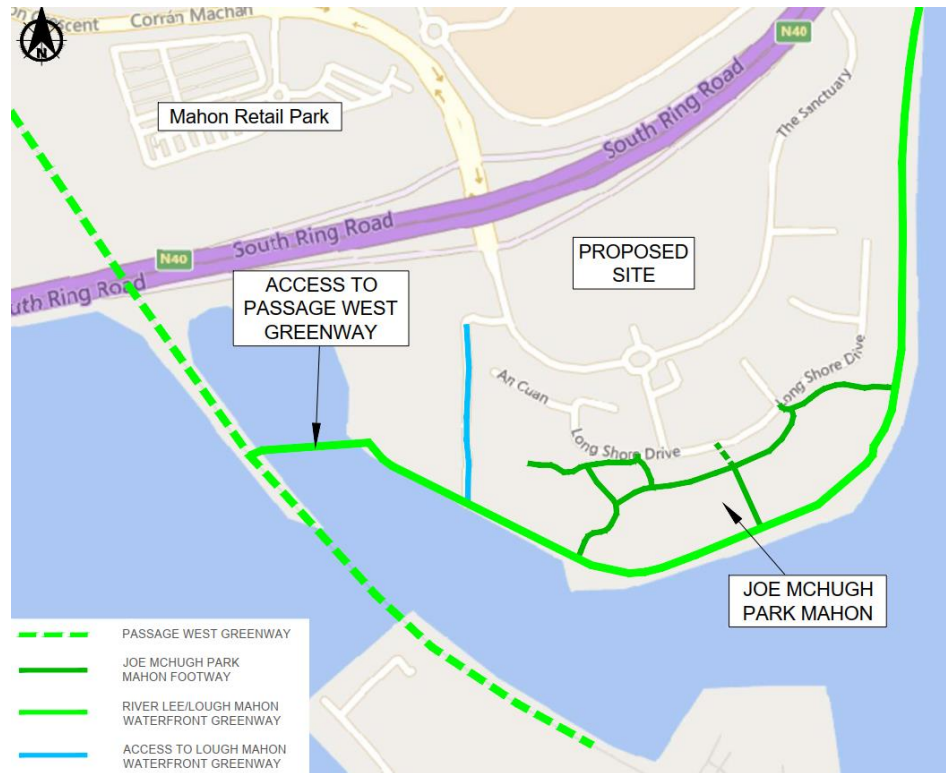 on Crescent
Corrán Machan
N
N40
Mahon Retail Park
South Ring Road
The Sanctuary
PROPOSED
SITE
N40
South Ring Road
uth Ring Road
ACCESS TO
PASSAGE WEST
GREENWAY
An Cuan
Long Shore Drive
Long Shore Drive
JOE MCHUGH
PARK MAHON
PASSAGE WEST GREENWAY
JOE MCHUGH PARK
MAHON FOOTWAY
RIVER LEE/LOUGH MAHON
WATERFRONT GREENWAY
ACCESS TO LOUGH MAHON
WATERFRONT GREENWAY